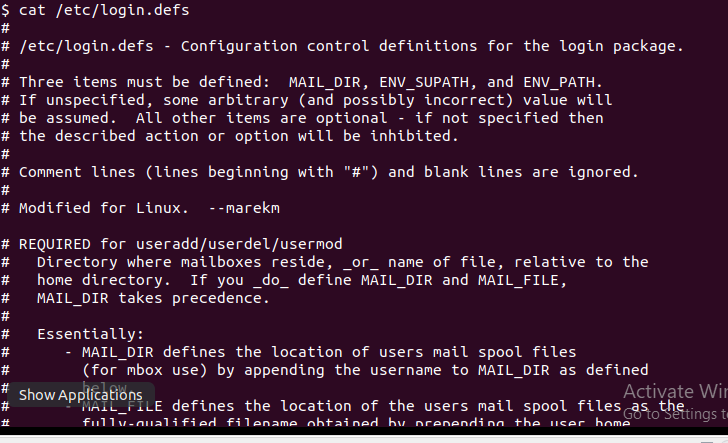 $ cat /etc/login.defs
#
# /etc/login.defs - Configuration control definitions for the login package.
#
# Three items must be defined:  MAIL_DIR, ENV_SUPATH, and ENV_PATH.
# If unspecified, some arbitrary (and possibly incorrect) value will
# be assumed.  All other items are optional - if not specified then
# the described action or option will be inhibited.
#
# Comment lines (lines beginning with "#") and blank lines are ignored.
#
# Modified for Linux.  --marekm

# REQUIRED for useradd/userdel/usermod
#   Directory where mailboxes reside, _or_ name of file, relative to the
#   home directory.  If you _do_ define MAIL_DIR and MAIL_FILE,
#   MAIL_DIR takes precedence.
#
#   Essentially:
#      - MAIL_DIR defines the location of users mail spool files
#        (for mbox use) by appending the username to MAIL_DIR as defined
#        below.
Show Applications
Activate Win
#      - MAIL_FILE defines the location of the users mail spool files as the
Go to Settings t
#        fully-qualified filename obtained by prepending the user home